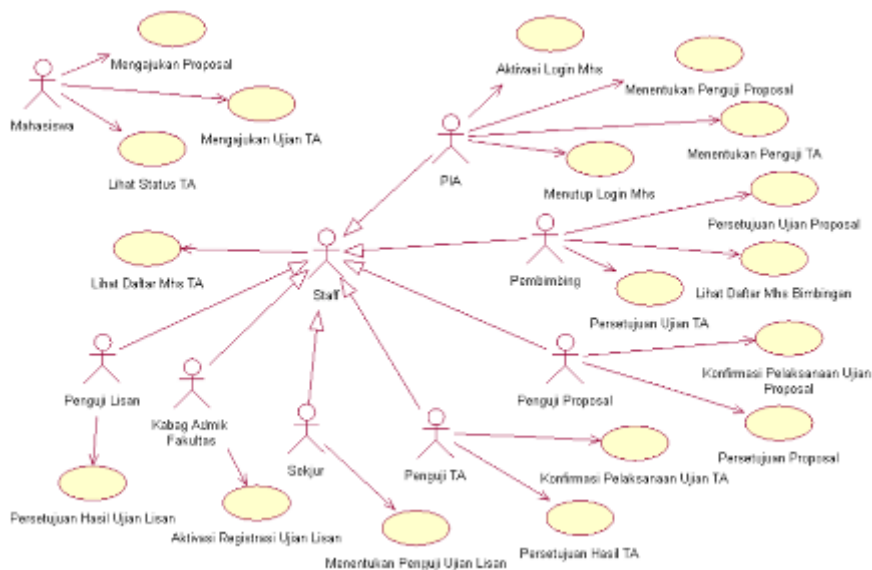 Mengajukan Proposal
Aktivasi Login Mhs
Menentukan Penguji Proposal
Mahasiswa
Mengajukan Ujian TA
PIA
Menentukan Penguji TA
Lihat Status TA
Menutup Login Mhs
Persetujuan Ujian Proposal
Lihat Daftar Mhs TA
Staff
Pembimbing
Lihat Daftar Mhs Bimbingan
Persetujuan Ujian TA
Penguji Lisan
Kabag Admik
Fakultas
Sekjur
Penguji TA
Penguji Proposal
Konfirmasi Pelaksanaan Ujian
Proposal
Persetujuan Proposal
Konfirmasi Pelaksanaan Ujian TA
Persetujuan Hasil Ujian Lisan
Aktivasi Registrasi Ujian Lisan
Menentukan Penguji Ujian Lisan
Persetujuan Hasil TA